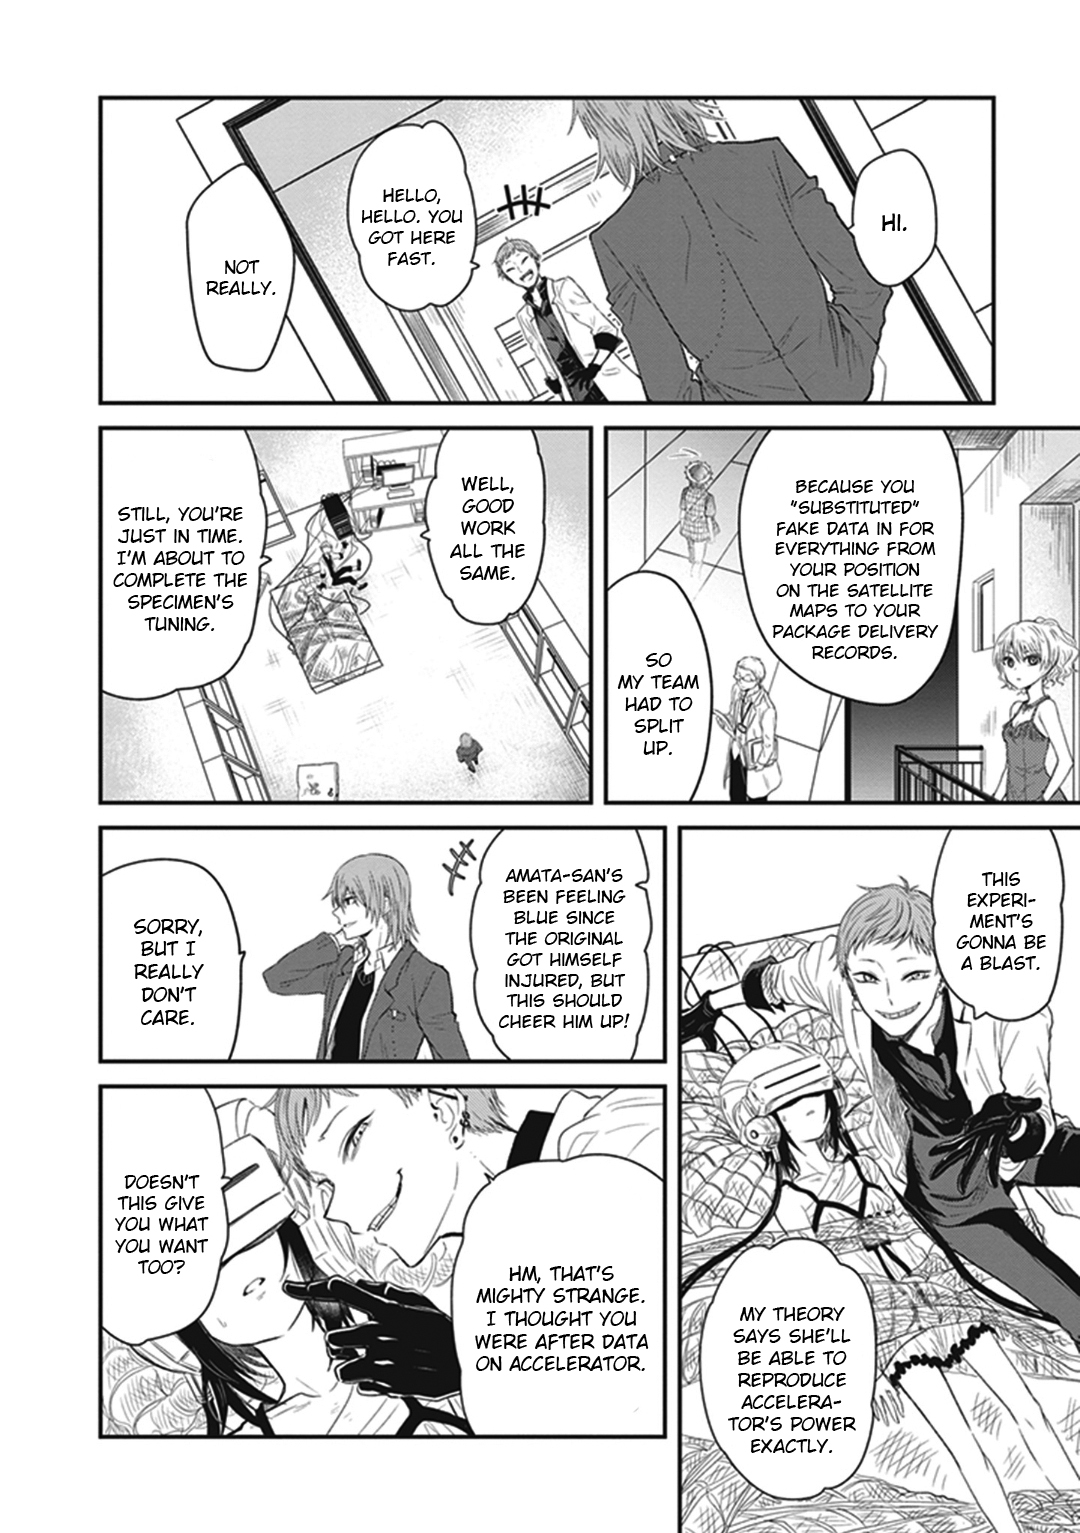 HI.
HELLO,
HELLO. YOU
GOT HERE
FAST.
NOT
REALLY.
BECAUSE YOU
"SUBSTITUTED"
FAKE DATA IN FOR
EVERYTHING FROM
YOUR POSITION
ON THE SATELLITE
MAPS TO YOUR
PACKAGE DELIVERY
RECORDS.
SO
MY TEAM
HAD TO
SPLIT
UP.
WELL,
GOOD
WORK
ALL THE
SAME.
STILL, YOU'RE
JUST IN TIME.
I'M ABOUT TO
COMPLETE THE
SPECIMEN'S
TUNING.
THIS
EXPERI-
MENT'S
GONNA BE
A BLAST.
MY THEORY
SAYS SHE'LL
BE ABLE TO
REPRODUCE
ACCELERA-
TOR'S POWER
EXACTLY.
AMATA-SAN'S
BEEN FEELING
BLUE SINCE
THE ORIGINAL
GOT HIMSELF
INJURED, BUT
THIS SHOULD
CHEER HIM UP!
SORRY,
BUT I
REALLY
DON'T
CARE.
HM, THAT'S
MIGHTY STRANGE.
I THOUGHT YOU
WERE AFTER DATA
ON ACCELERATOR.
DOESN'T
THIS GIVE
YOU WHAT
YOU WANT
TOO?